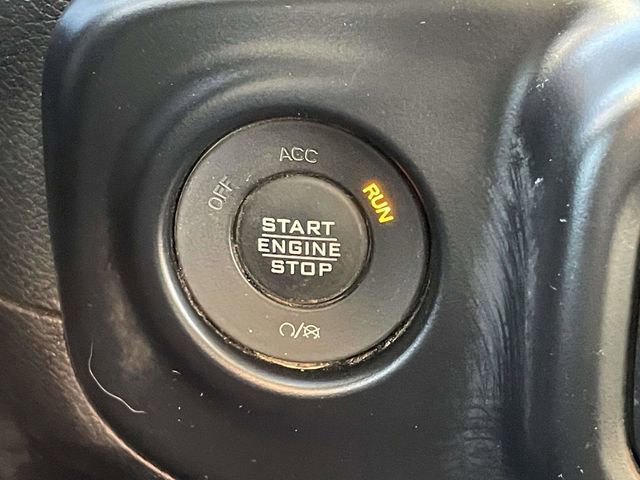 ACC
OFF
RUN
START
ENGINE
STOP